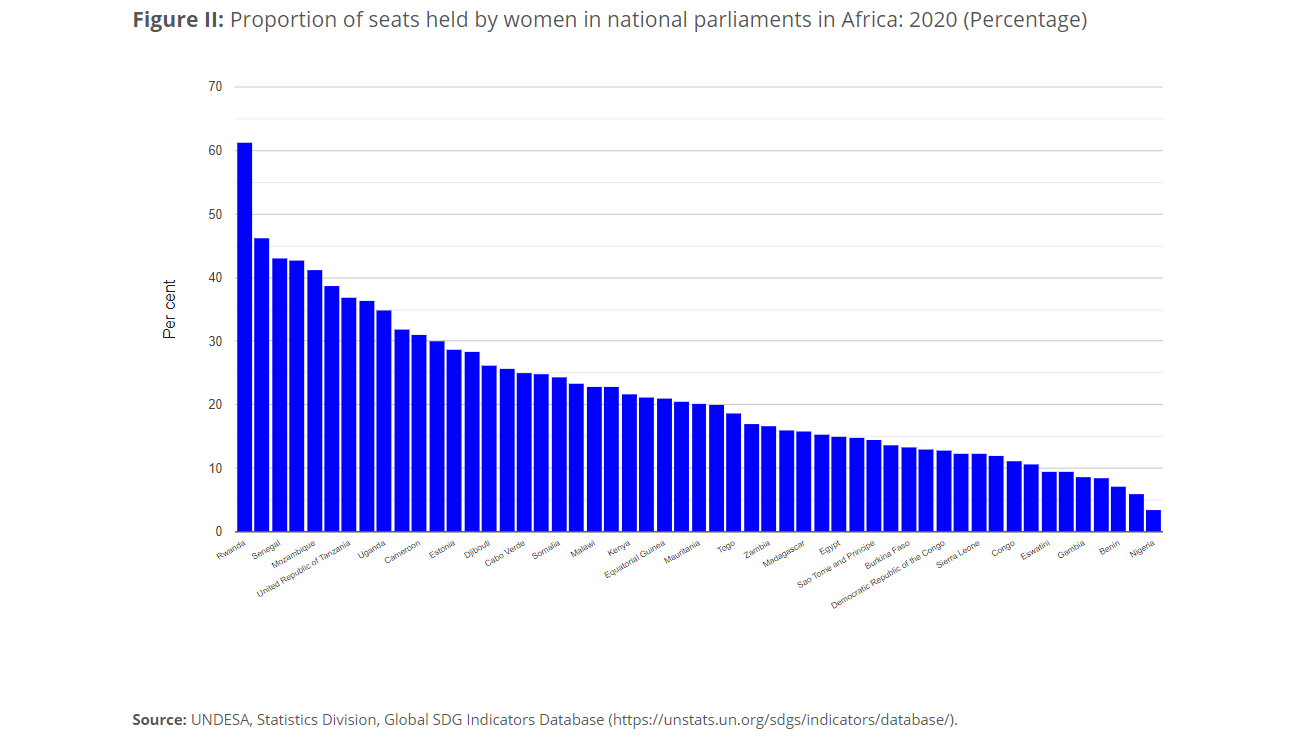 Figure II: Proportion of seats held by women in national parliaments in Africa: 2020 (Percentage)
70
60
50
40
30
20
10
0
Per cent
Rwanda
Senegal
Mozambique
United Republic of Tanzania
Uganda
Cameroon
Estonia
Djibouti
Cabo Verde
Somalia
Malawi
Kenya
Equatorial Guinea
Mauritania
Togo
Zambia
Madagascar
Egypt
Sao Tome and Principe
Burkina Faso
Democratic Republic of the Congo
Sierra Leone
Congo
Eswatini
Gambia
Benin
Nigeria
Source: UNDESA, Statistics Division, Global SDG Indicators Database (https://unstats.un.org/sdgs/indicators/database/).